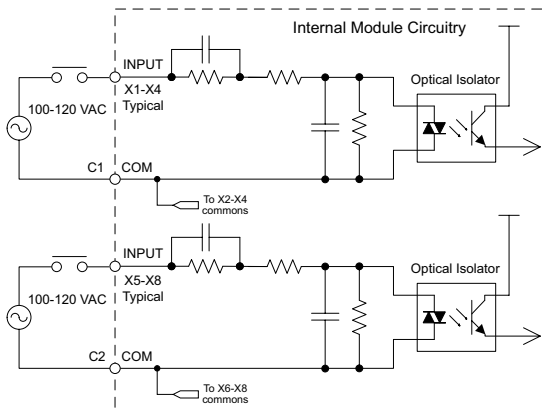 Internal Module Circuitry
INPUT
X1-X4
Typical
Optical Isolator
100-120 VAC
C1
COM
To X2-X4
commons
INPUT
X5-X8
Typical
Optical Isolator
100-120 VAC
C2
COM
To X6-X8
commons